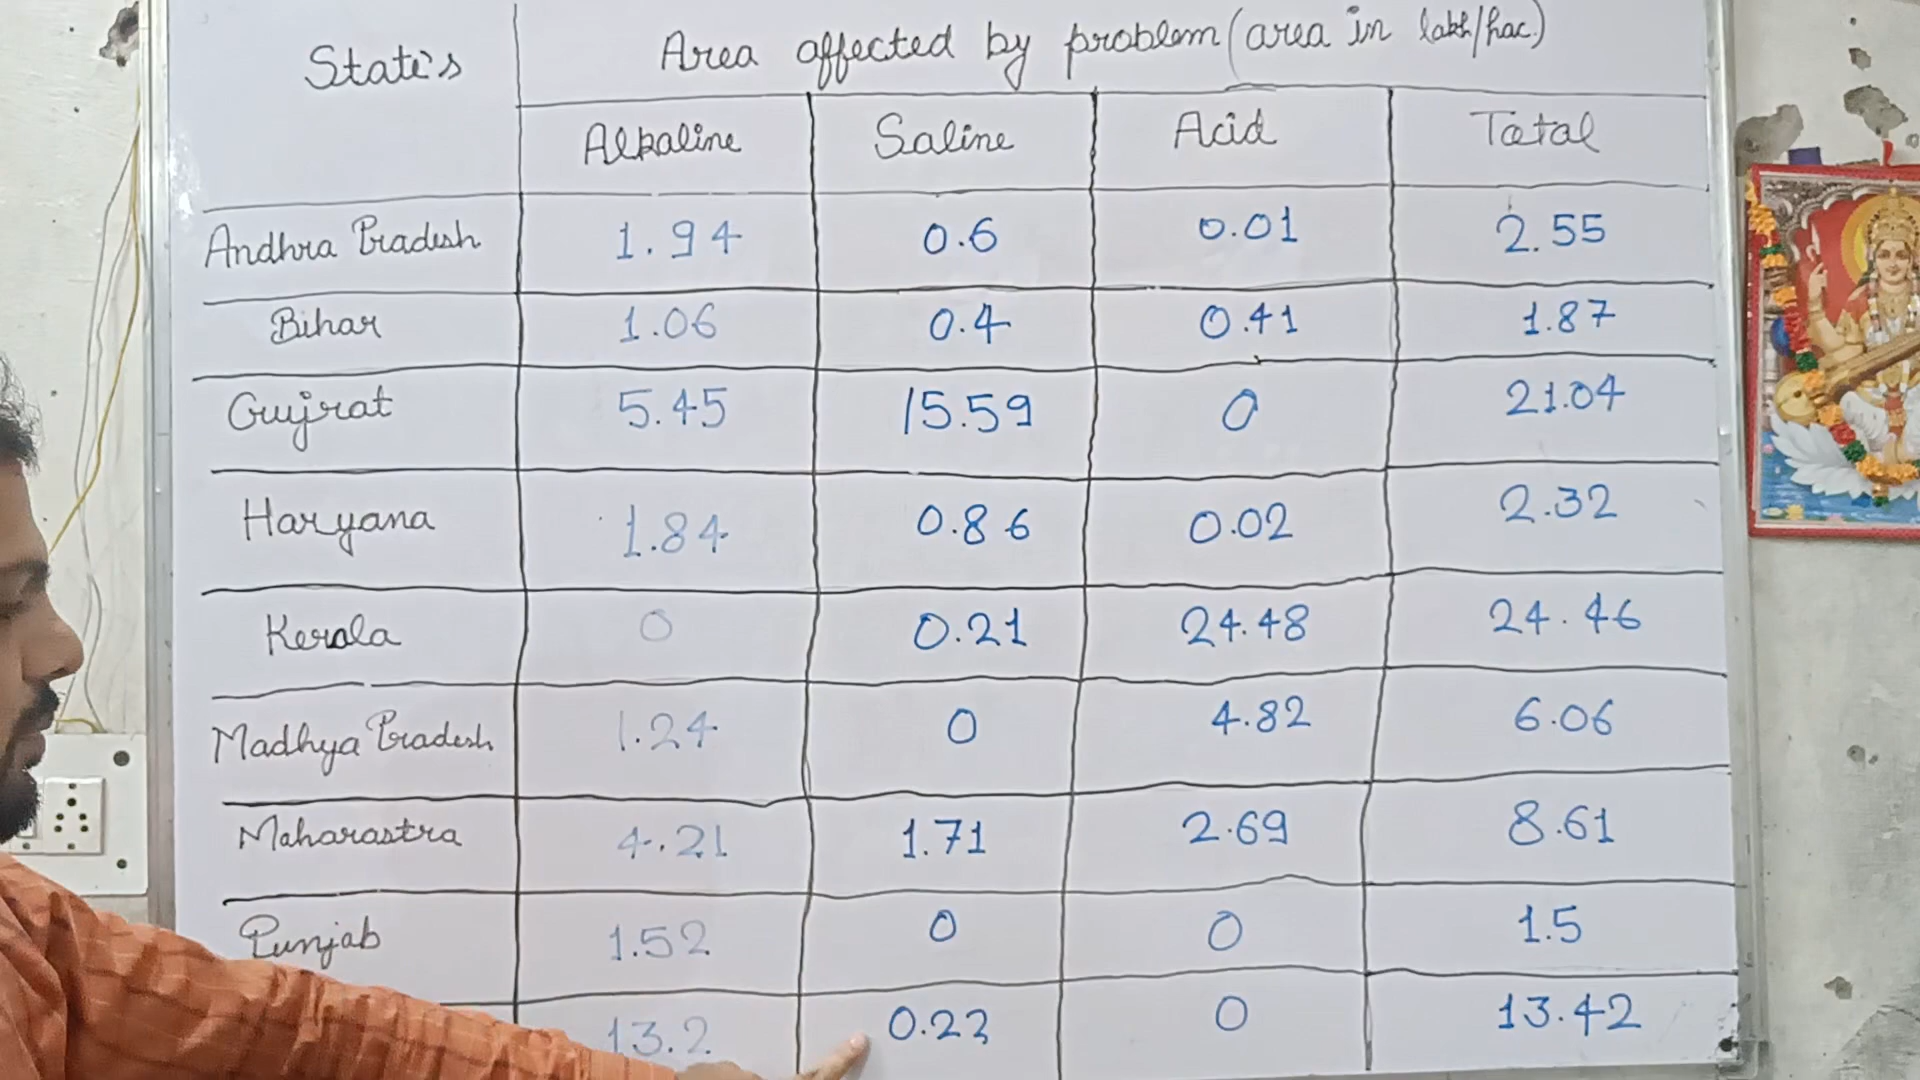 State's Area affected by problem (area in lakh/hac.)
Alkaline Saline Acid Total
Andhra Pradesh 1.94 0.6 0.01 2.55
Bihar 1.06 0.4 0.41 1.87
Gujrat 5.45 15.59 0 21.04
Haryana 1.84 0.86 0.02 2.32
Kerala 0 0.21 24.48 24.46
Madhya Pradesh 1.24 0 4.82 6.06
Maharastra 4.21 1.71 2.69 8.61
Punjab 1.52 0 0 1.5
13.2 0.22 0 13.42